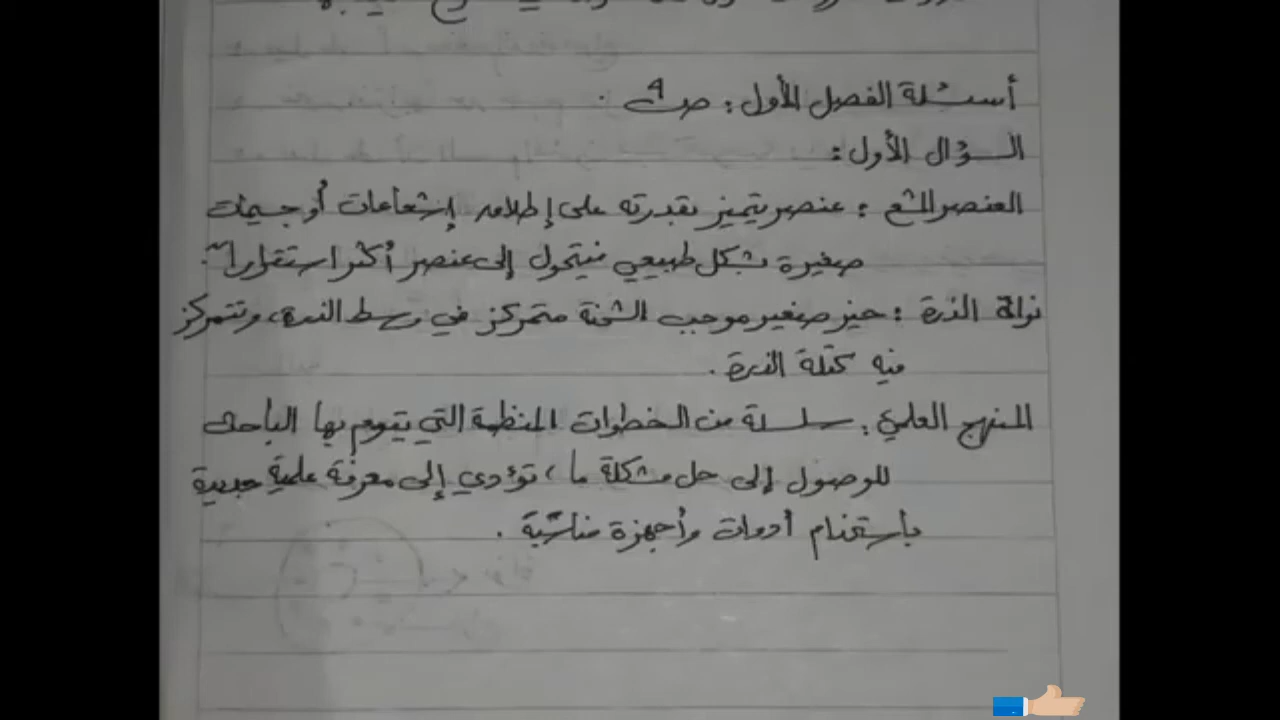 أسئلة الفصل الأول : ص ٩ .
السؤال الأول :
العنصر المشع : عنصر يتميز بقدرته على إطلاق إشعاعات أو جسيمات
صغيرة بشكل طبيعي فيتحول إلى عنصر أكثر استقراراً .
نواة الذرة : حيز صغير موجب الشحنة متمركز في وسط الذرة، وتتمركز
فيه كتلة الذرة .
المنهج العلمي : سلسلة من الخطوات المنظمة التي يقوم بها الباحث
للوصول إلى حل مشكلة ما ، تؤدي إلى معرفة علمية جديدة
باستخدام أدوات وأجهزة مناسبة .